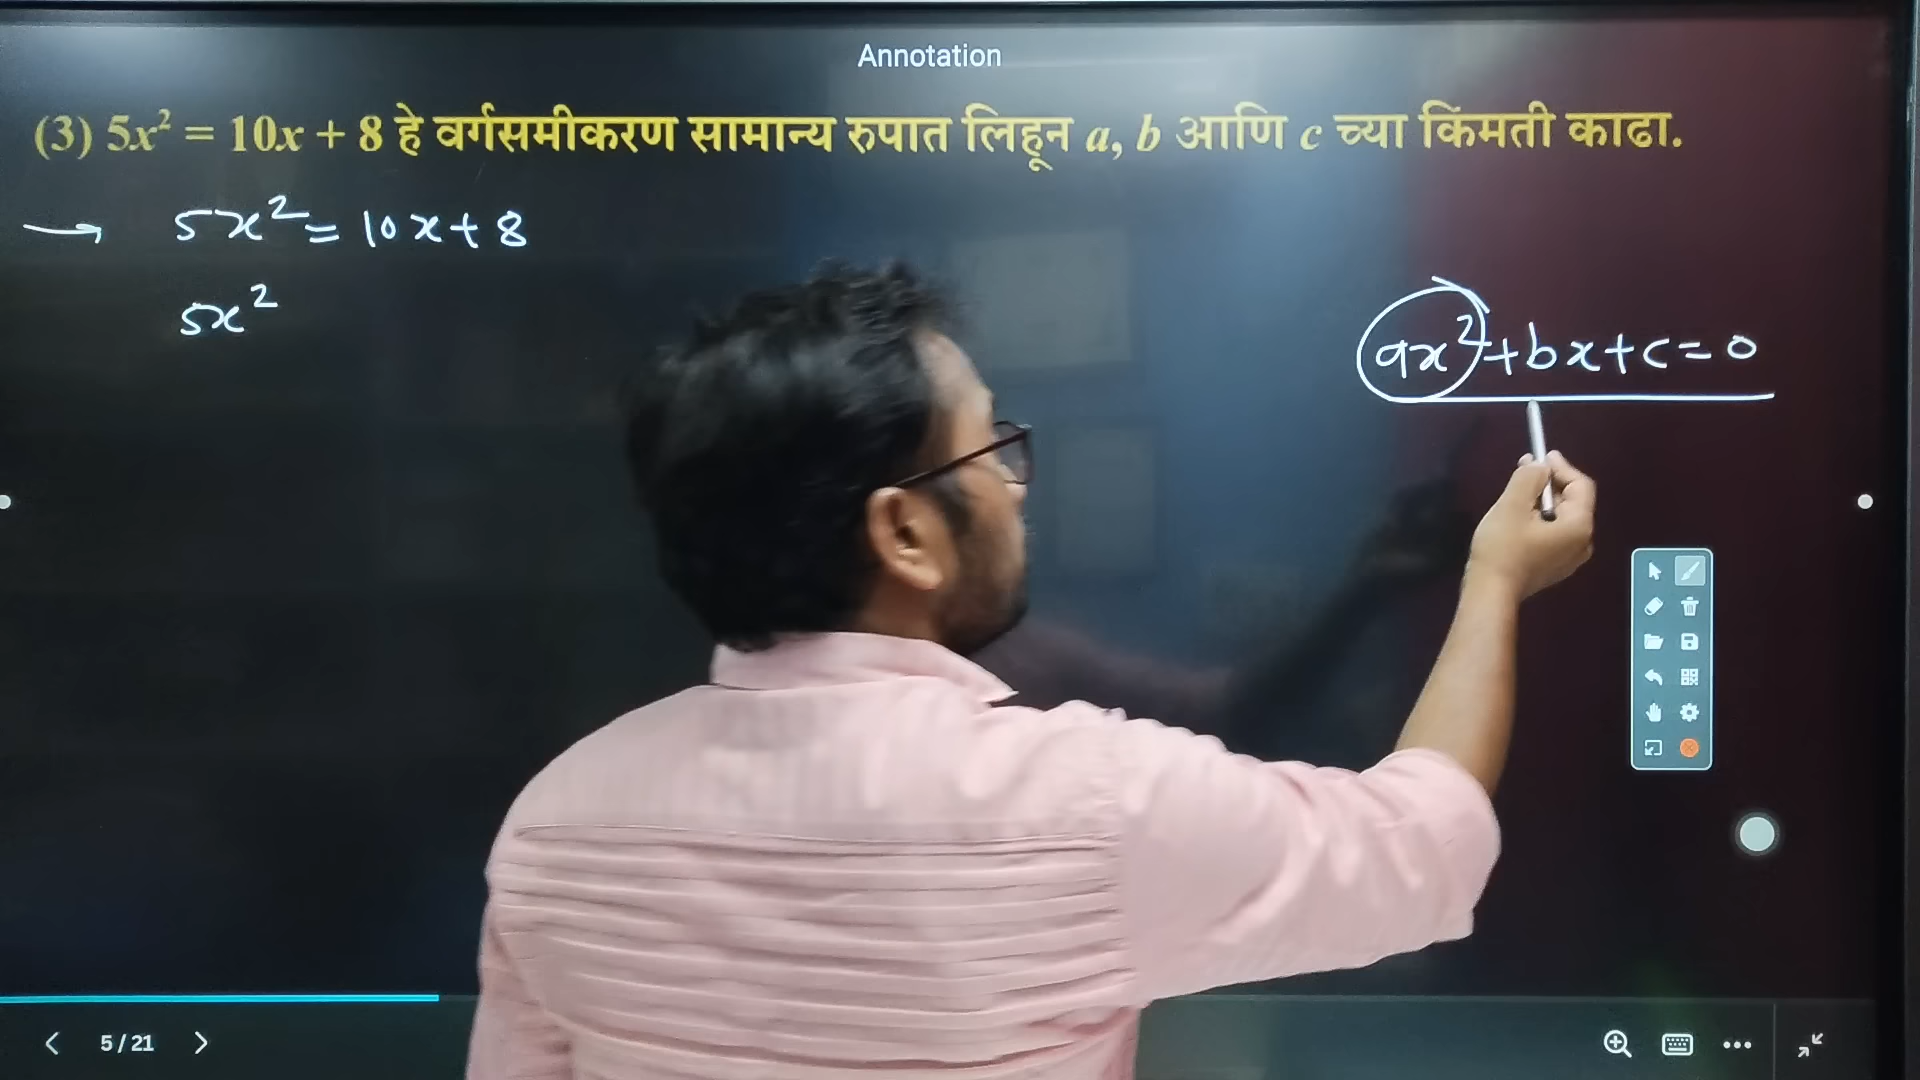 Annotation
(3) 5x² = 10x + 8 हे वर्गसमीकरण सामान्य रुपात लिहून a, b आणि c च्या किंमती काढा.
→ 5x² = 10x + 8
5x²
ax² + bx + c = 0
5 / 21